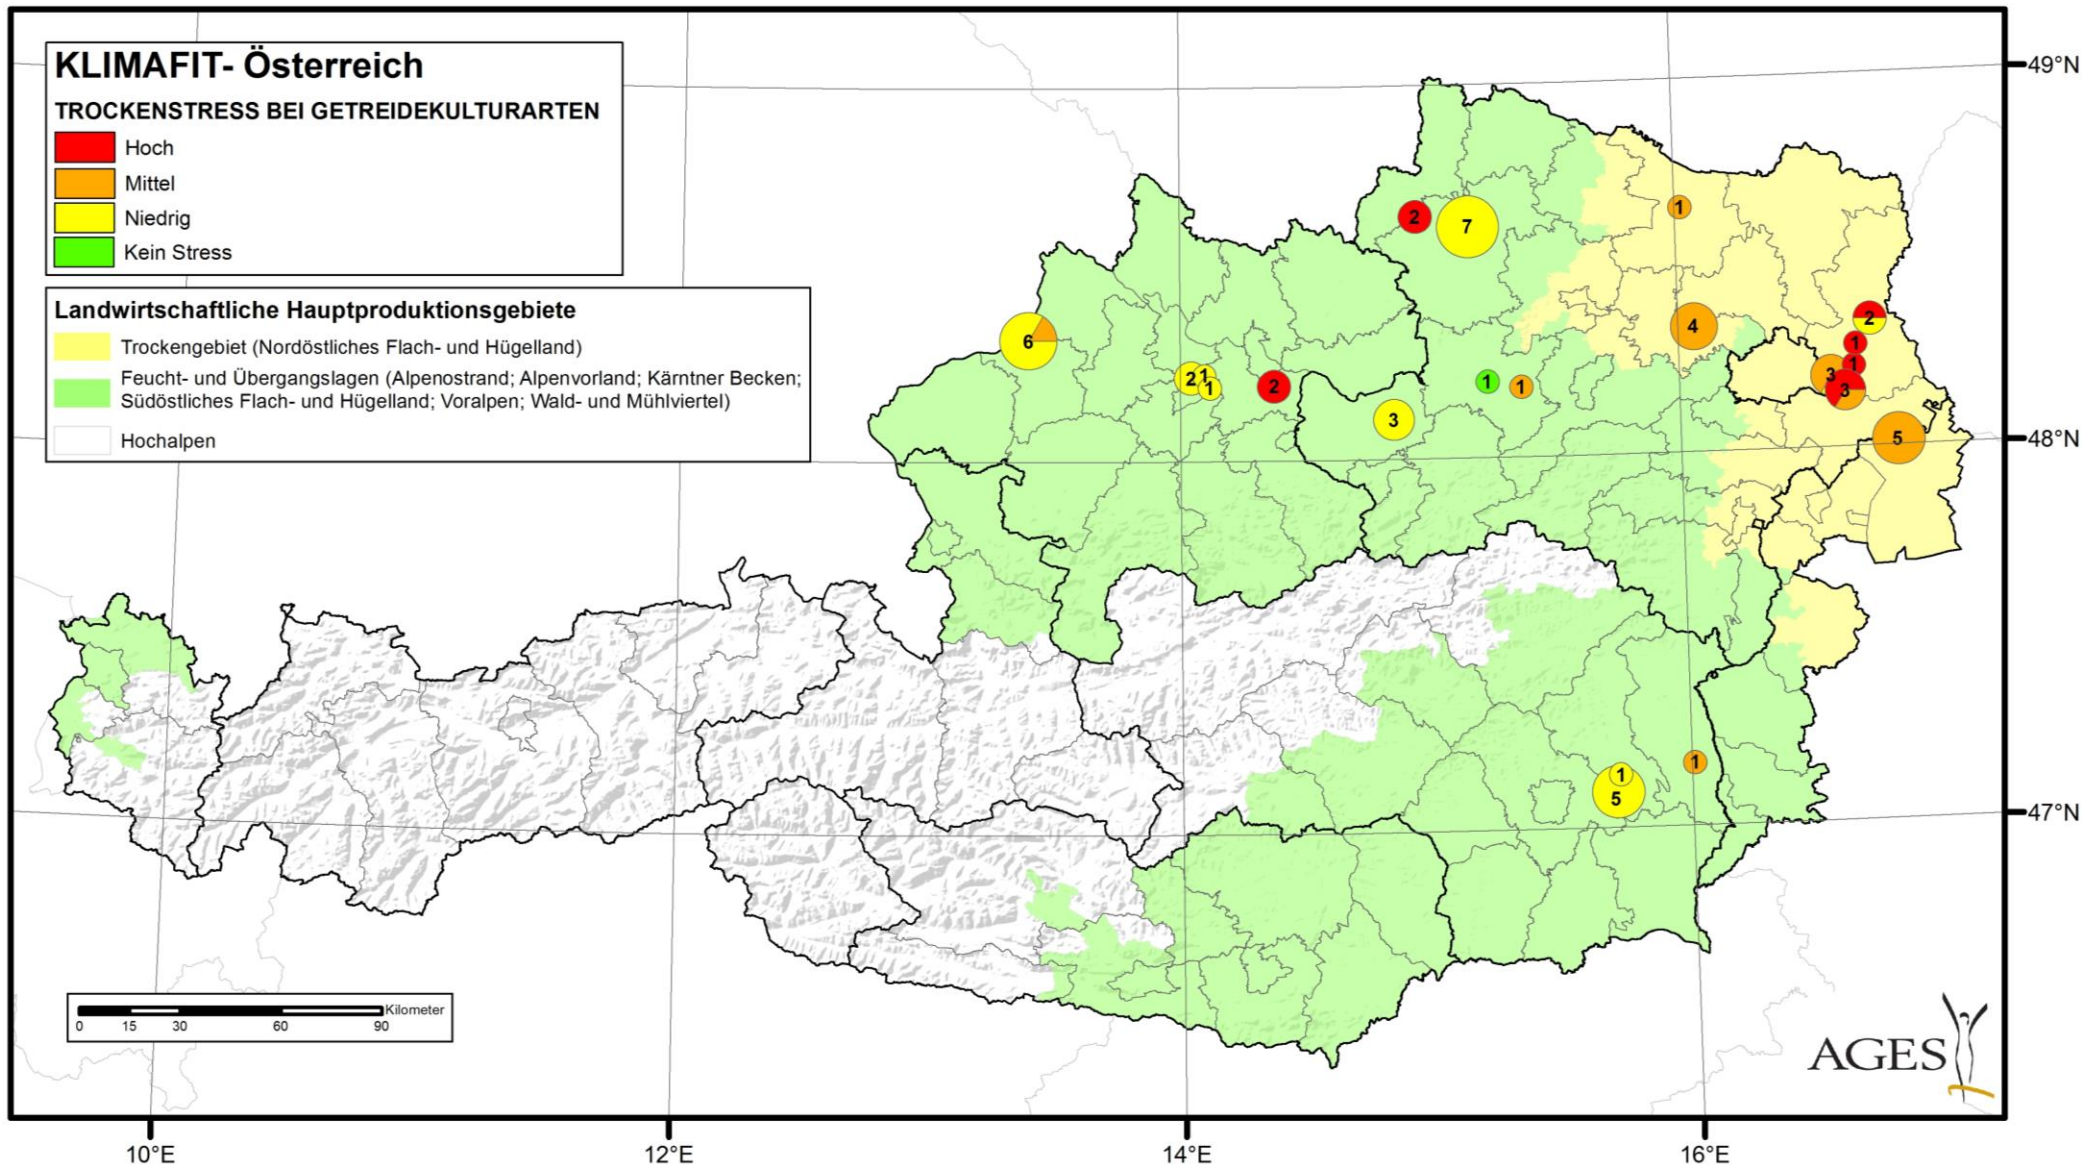 KLIMAFIT- Österreich
TROCKENSTRESS BEI GETREIDEKULTURARTEN
Hoch
Mittel
Niedrig
Kein Stress
Landwirtschaftliche Hauptproduktionsgebiete
Trockengebiet (Nordöstliches Flach- und Hügelland)
Feucht- und Übergangslagen (Alpenostrand; Alpenvorland; Kärntner Becken;
Südöstliches Flach- und Hügelland; Voralpen; Wald- und Mühlviertel)
Hochalpen
49°N
1
2
7
2
4
6
1
1
3
2
1
1
1
1
2
3
3
5
48°N
1
1
5
47°N
Kilometer
0 15 30 60 90
AGES
10°E 12°E 14°E 16°E